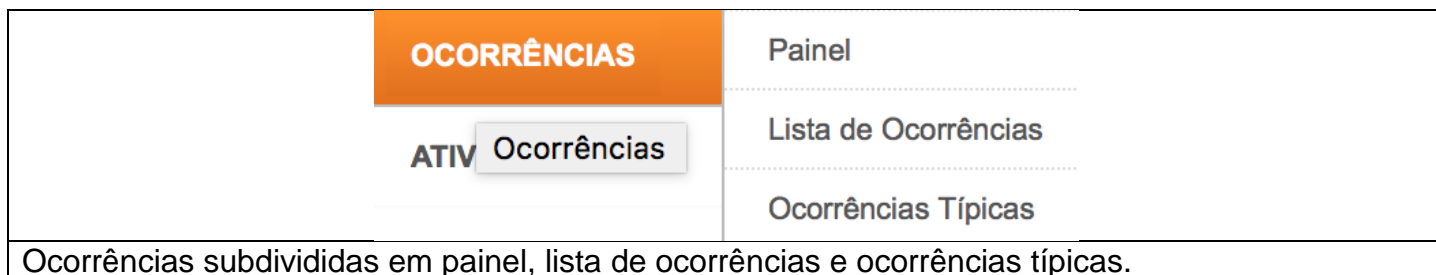 OCORRÊNCIAS
Painel
ATIV
Ocorrências
Lista de Ocorrências
Ocorrências Típicas
Ocorrências subdivididas em painel, lista de ocorrências e ocorrências típicas.